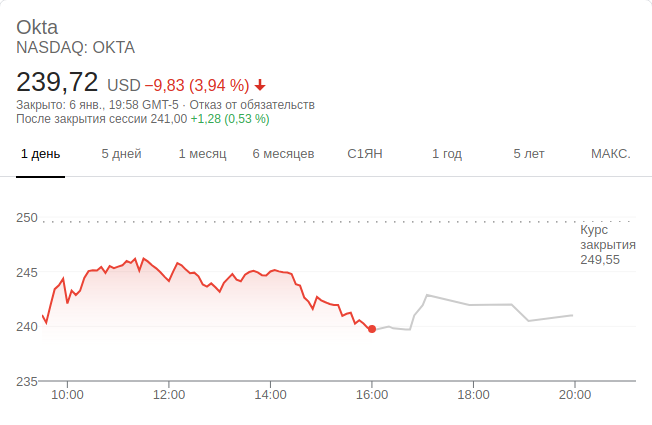 Okta
NASDAQ: OKTA
239,72 USD −9,83 (3,94 %)
Закрыто: 6 янв., 19:58 GMT-5 · Отказ от обязательств
После закрытия сессии 241,00 +1,28 (0,53 %)
1 день 5 дней 1 месяц 6 месяцев С1ЯН 1 год 5 лет МАКС.
250
Курс
закрытия
249,55
245
240
235
10:00 12:00 14:00 16:00 18:00 20:00